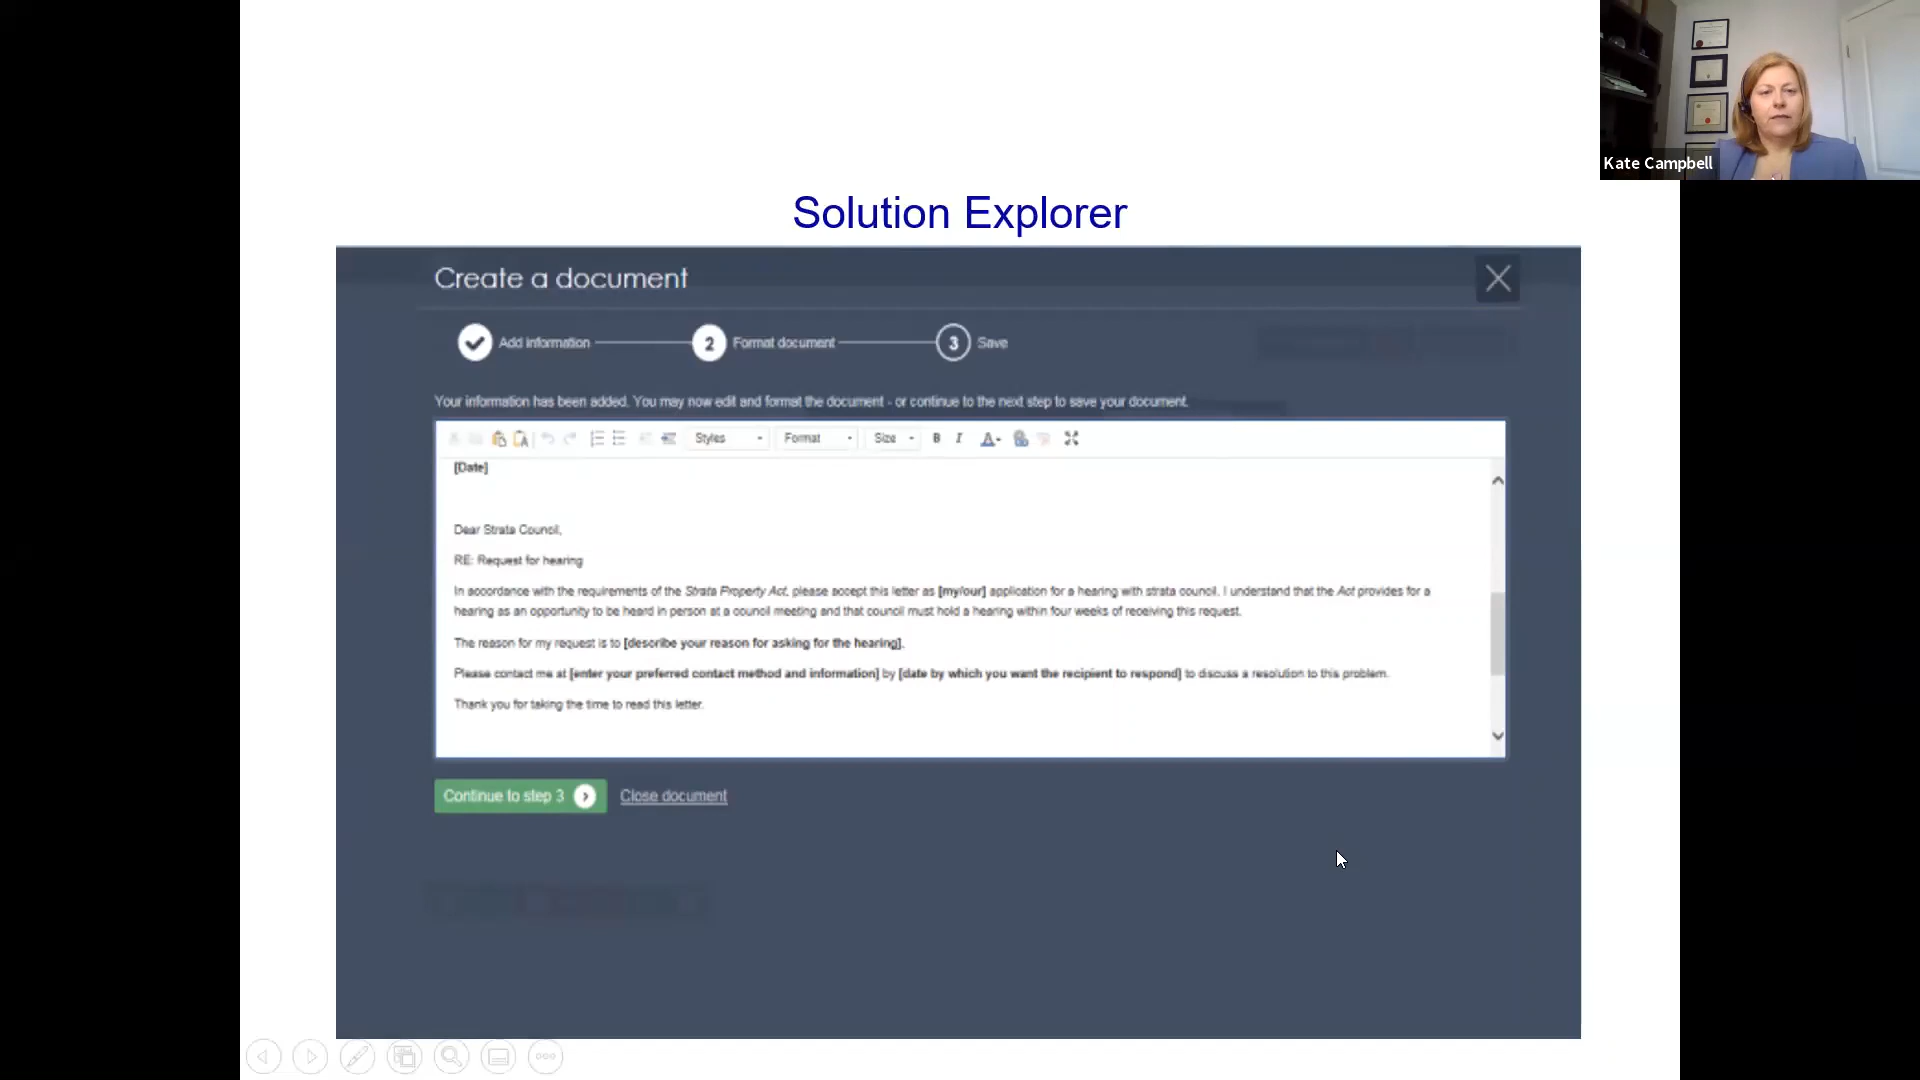 Kate Campbell
Solution Explorer
Create a document
Add information
2 Format document
3 Save
Your information has been added. You may now edit and format the document - or continue to the next step to save your document.
Styles Format Size B I A
[Date]
Dear Strata Council,
RE: Request for hearing
In accordance with the requirements of the Strata Property Act, please accept this letter as [my/our] application for a hearing with strata council. I understand that the Act provides for a
hearing as an opportunity to be heard in person at a council meeting and that council must hold a hearing within four weeks of receiving this request.
The reason for my request is to [describe your reason for asking for the hearing].
Please contact me at [enter your preferred contact method and information] by [date by which you want the recipient to respond] to discuss a resolution to this problem.
Thank you for taking the time to read this letter.
Continue to step 3
Close document